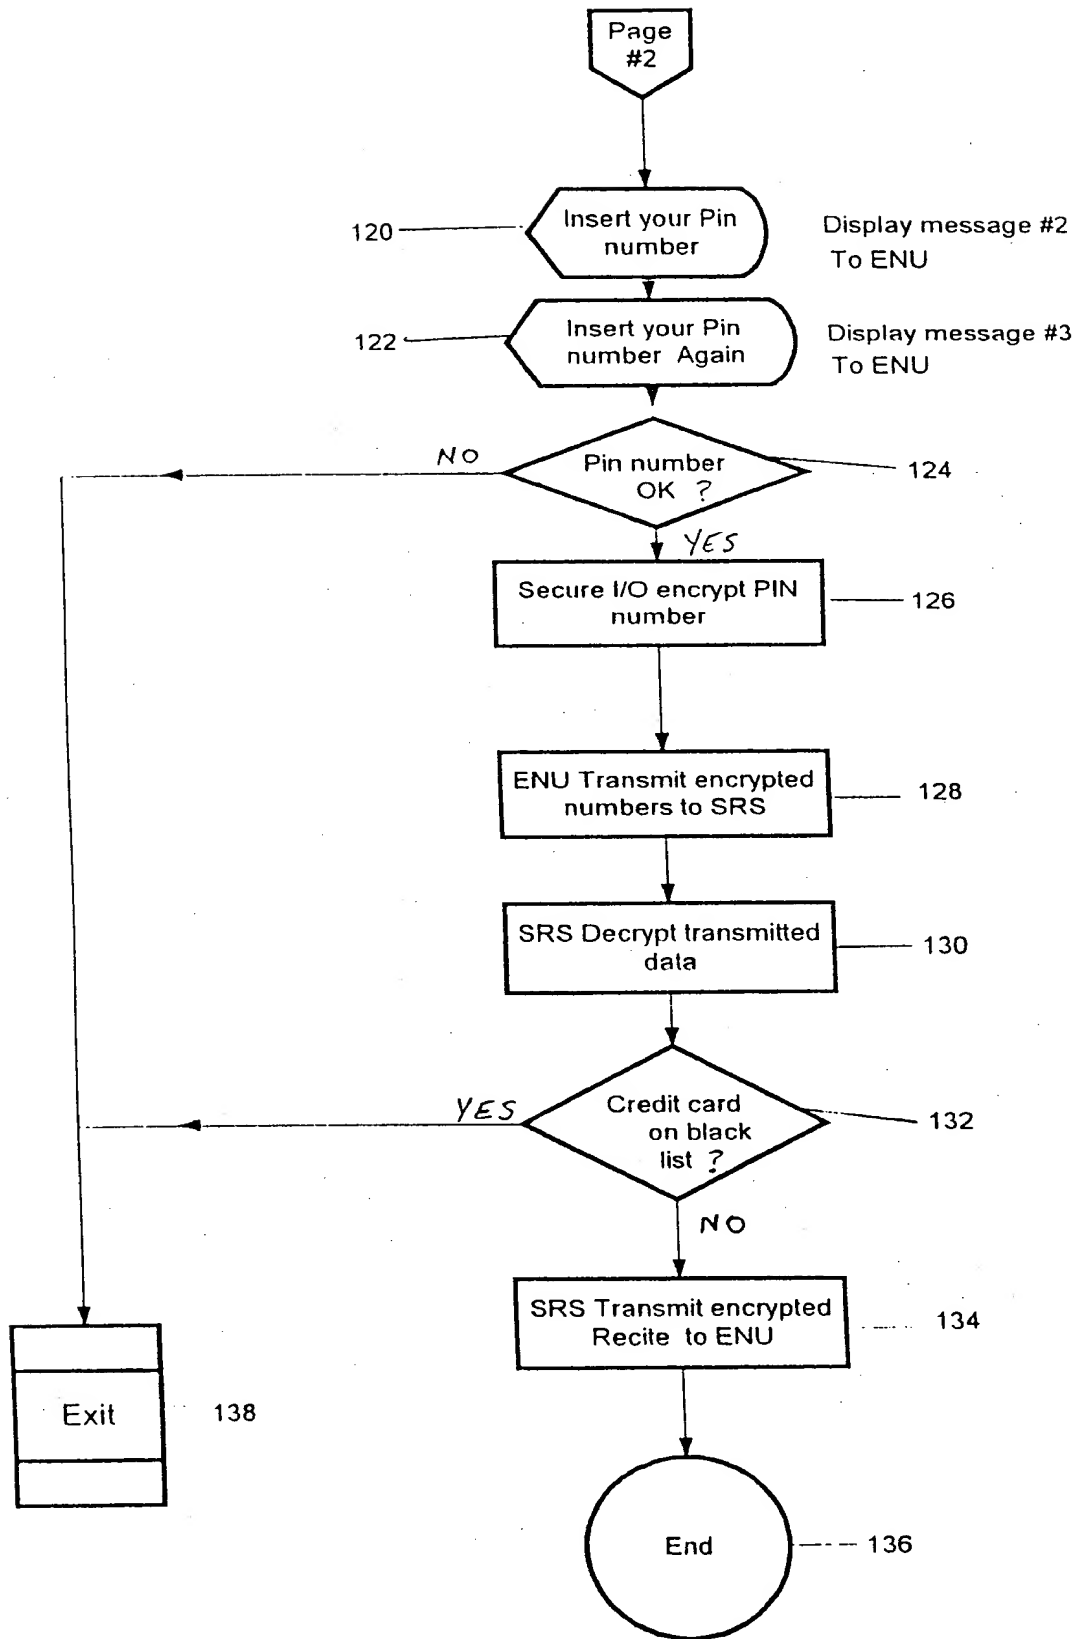 Page
#2
120
Insert your Pin
number
Display message #2
To ENU
122
Insert your Pin
number Again
Display message #3
To ENU
NO
Pin number
OK ?
124
YES
Secure I/O encrypt PIN
number
126
ENU Transmit encrypted
numbers to SRS
128
SRS Decrypt transmitted
data
130
YES
Credit card
on black
list ?
132
NO
SRS Transmit encrypted
Recite to ENU
134
Exit
138
End
136